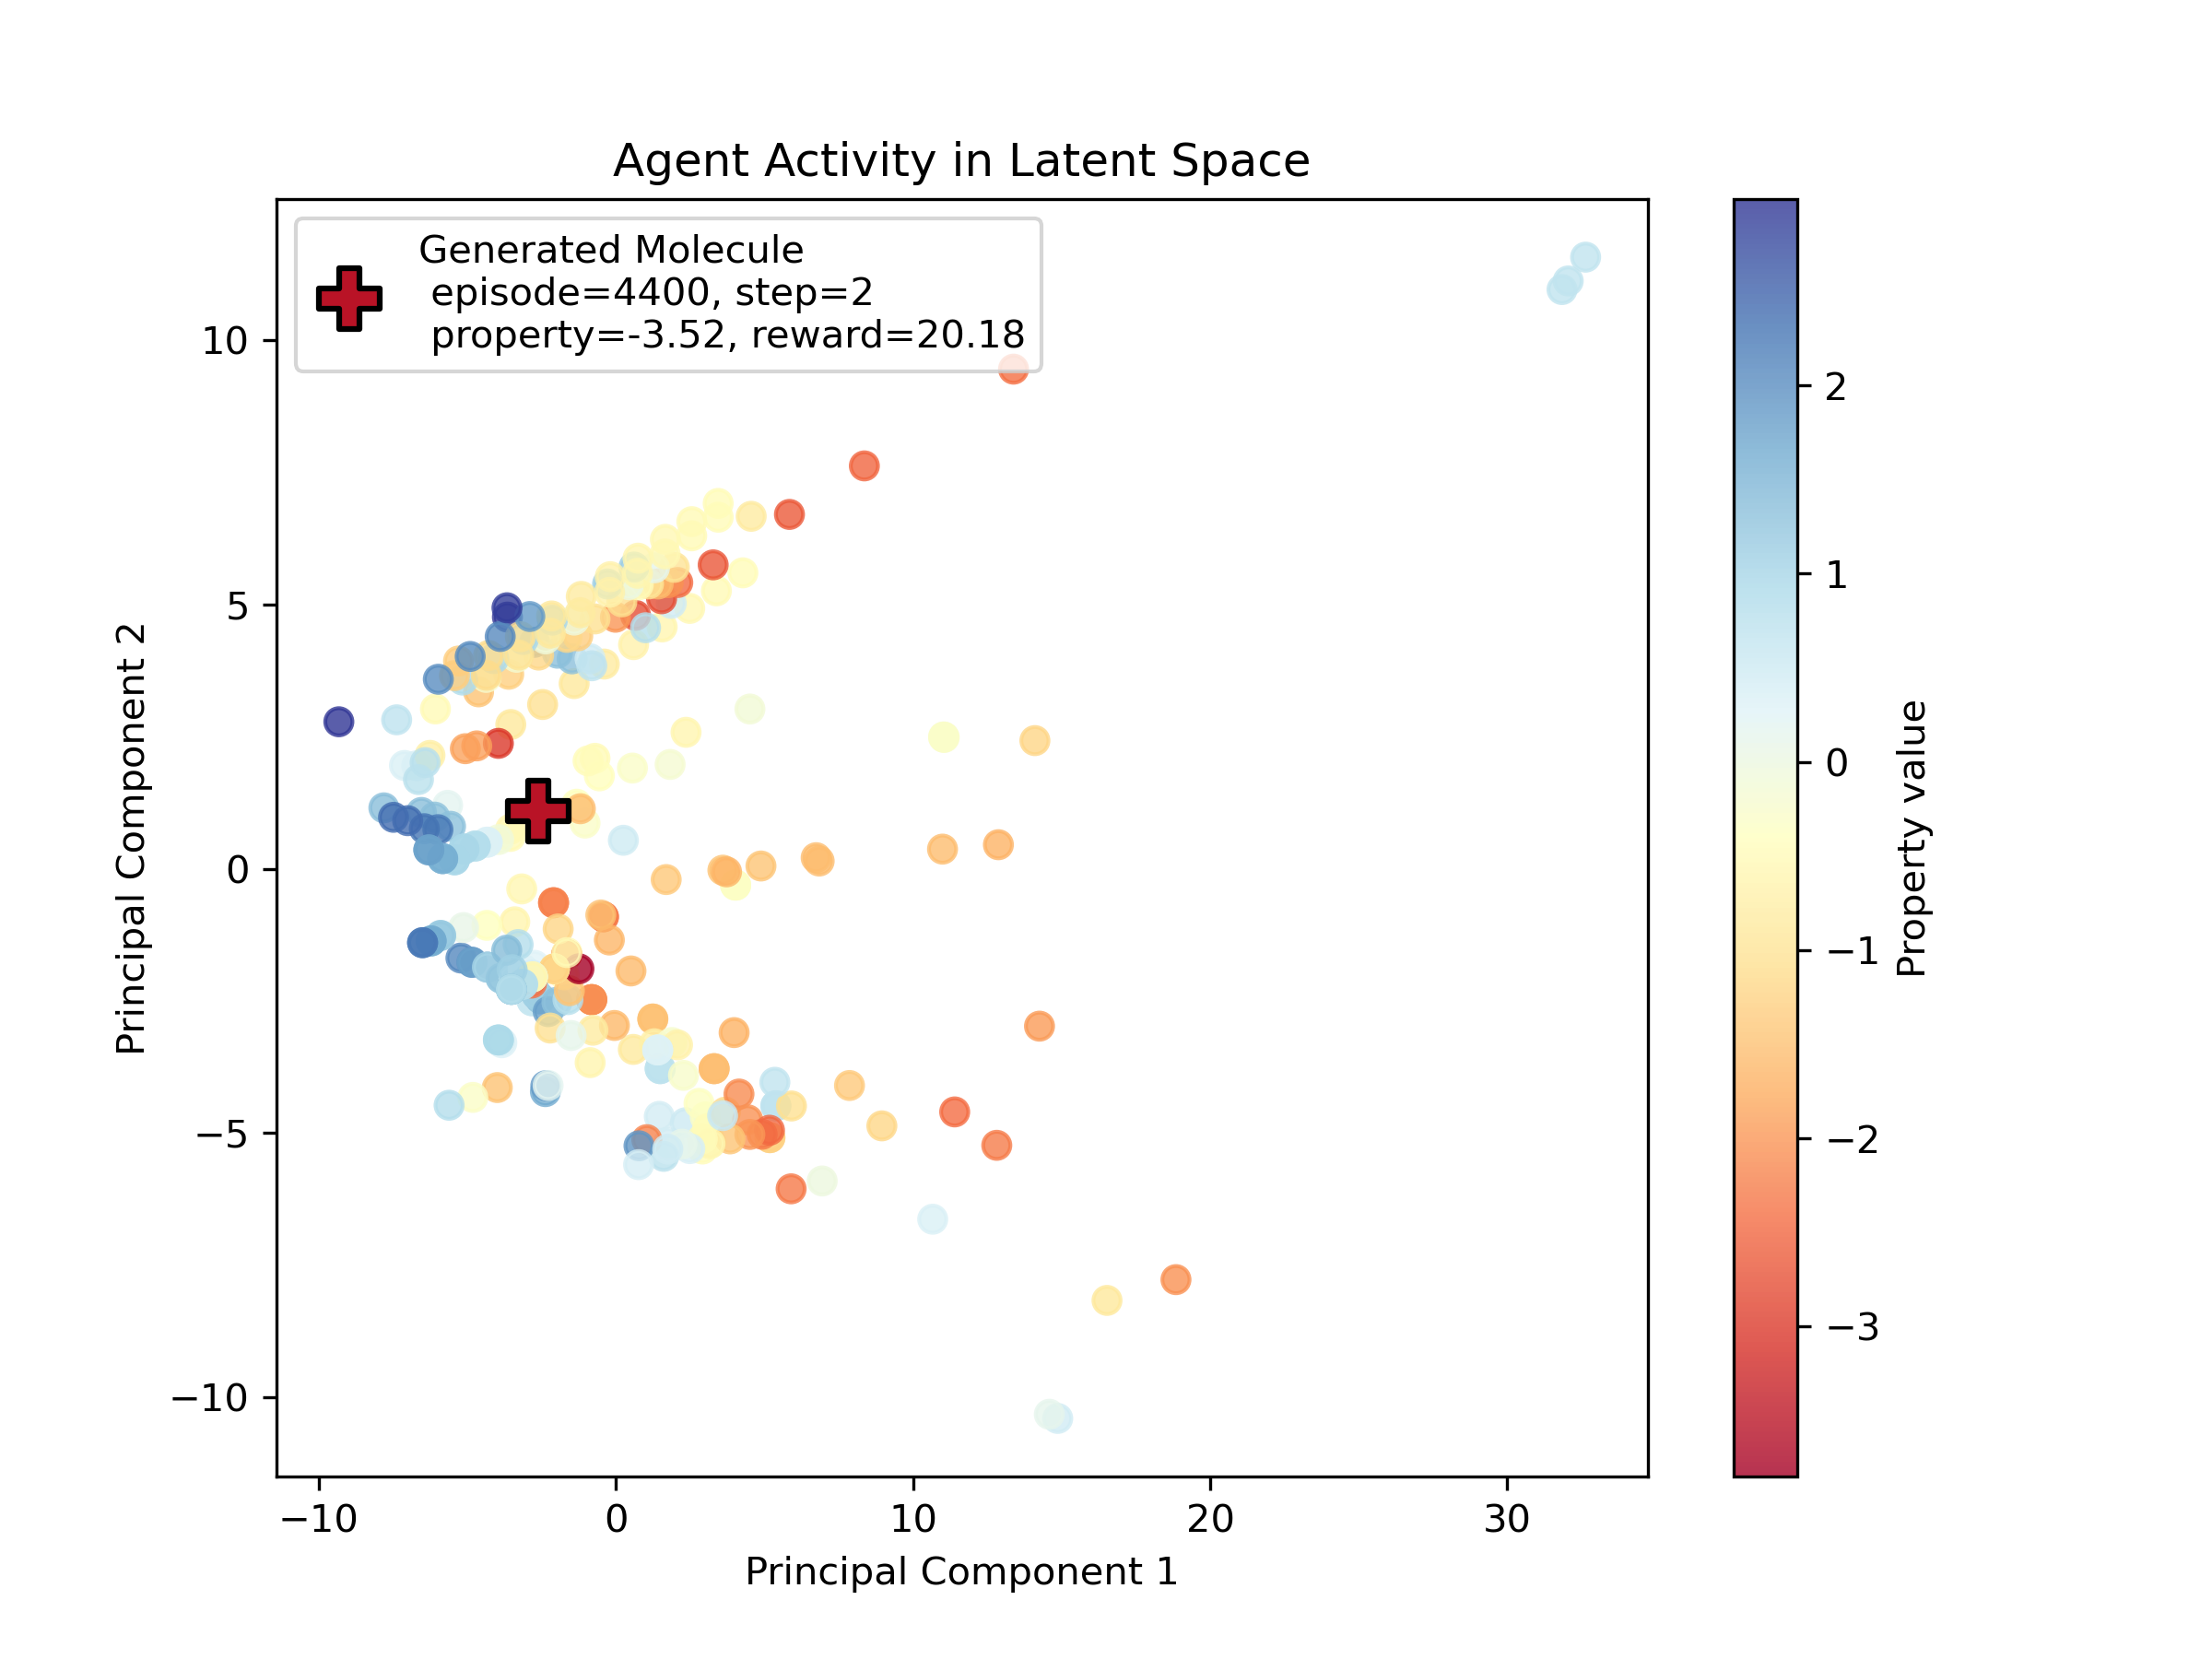 Agent Activity in Latent Space
Generated Molecule
episode=4400, step=2
property=-3.52, reward=20.18
10
5
0
−5
−10
Principal Component 2
−10
0
10
20
30
Principal Component 1
2
1
0
−1
−2
−3
Property value